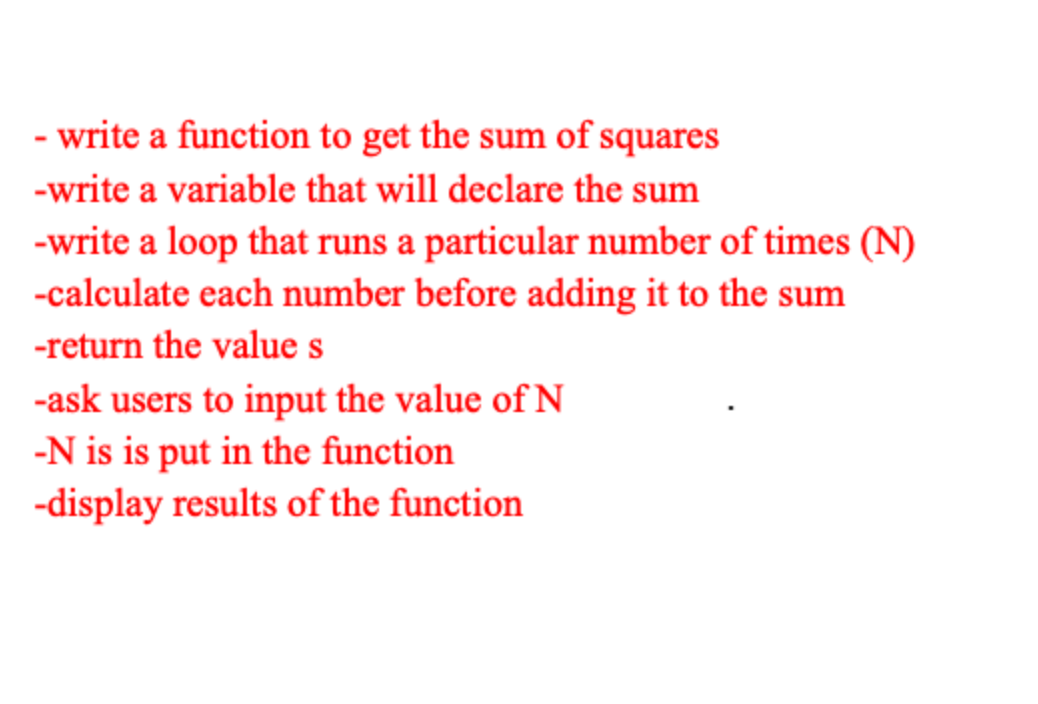 - write a function to get the sum of squares
-write a variable that will declare the sum
-write a loop that runs a particular number of times (N)
-calculate each number before adding it to the sum
-return the value s
-ask users to input the value of N
-N is is put in the function
-display results of the function